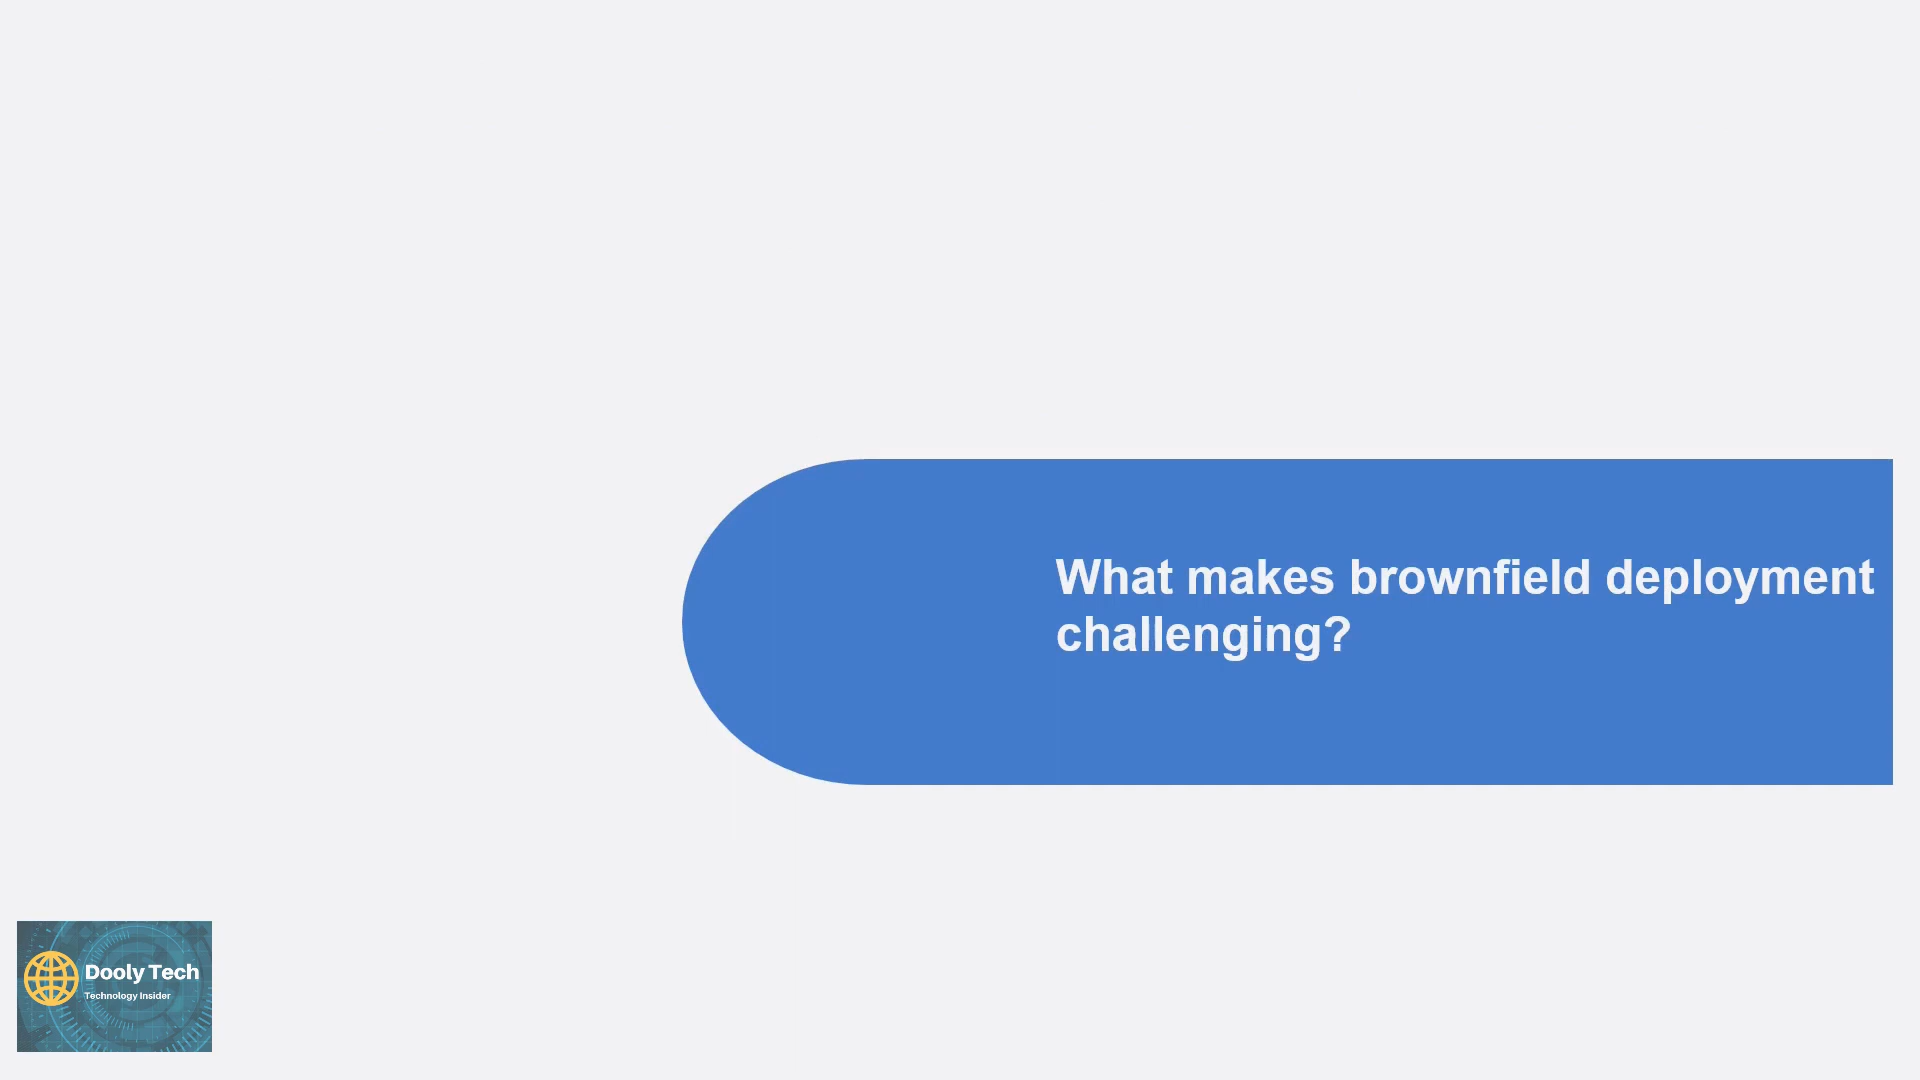 What makes brownfield deployment
challenging?
Dooly Tech
Technology Insider